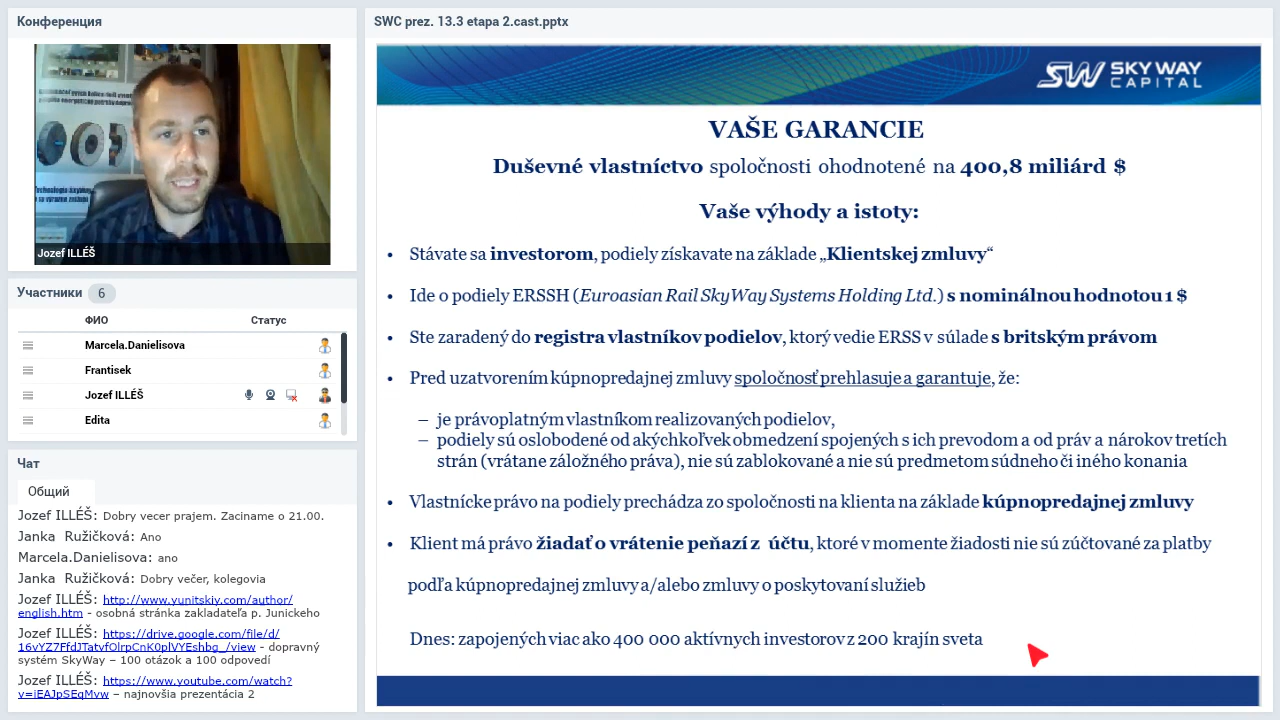 Конференция
Jozef ILLÉŠ
Участники 6
ФИО Статус
Marcela.Danielisova
Frantisek
Jozef ILLÉŠ
Edita
Чат
Общий
Jozef ILLÉŠ: Dobry vecer prajem. Zaciname o 21.00.
Janka Ružičková: Ano
Marcela.Danielisova: ano
Janka Ružičková: Dobry večer, kolegovia
Jozef ILLÉŠ: http://www.yunitskiy.com/author/
english.htm - osobná stránka zakladateľa p. Junickeho
Jozef ILLÉŠ: https://drive.google.com/file/d/
16vYZ7FfdJTatvfOlrpCnK0plVYEshbg_/view - dopravný
systém SkyWay – 100 otázok a 100 odpovedí
Jozef ILLÉŠ: https://www.youtube.com/watch?
v=iEAJpSEqMvw – najnovšia prezentácia 2
SWC prez. 13.3 etapa 2.cast.pptx
SW SKY WAY
CAPITAL
VAŠE GARANCIE
Duševné vlastníctvo spoločnosti ohodnotené na 400,8 miliárd $
Vaše výhody a istoty:
• Stávate sa investorom, podiely získavate na základe „Klientskej zmluvy“
• Ide o podiely ERSSH (Euroasian Rail SkyWay Systems Holding Ltd.) s nominálnou hodnotou 1 $
• Ste zaradený do registra vlastníkov podielov, ktorý vedie ERSS v súlade s britským právom
• Pred uzatvorením kúpnopredajnej zmluvy spoločnosť prehlasuje a garantuje, že:
– je právoplatným vlastníkom realizovaných podielov,
– podiely sú oslobodené od akýchkoľvek obmedzení spojených s ich prevodom a od práv a nárokov tretích
strán (vrátane záložného práva), nie sú zablokované a nie sú predmetom súdneho či iného konania
• Vlastnícke právo na podiely prechádza zo spoločnosti na klienta na základe kúpnopredajnej zmluvy
• Klient má právo žiadať o vrátenie peňazí z účtu, ktoré v momente žiadosti nie sú zúčtované za platby
podľa kúpnopredajnej zmluvy a/alebo zmluvy o poskytovaní služieb
Dnes: zapojených viac ako 400 000 aktívnych investorov z 200 krajín sveta